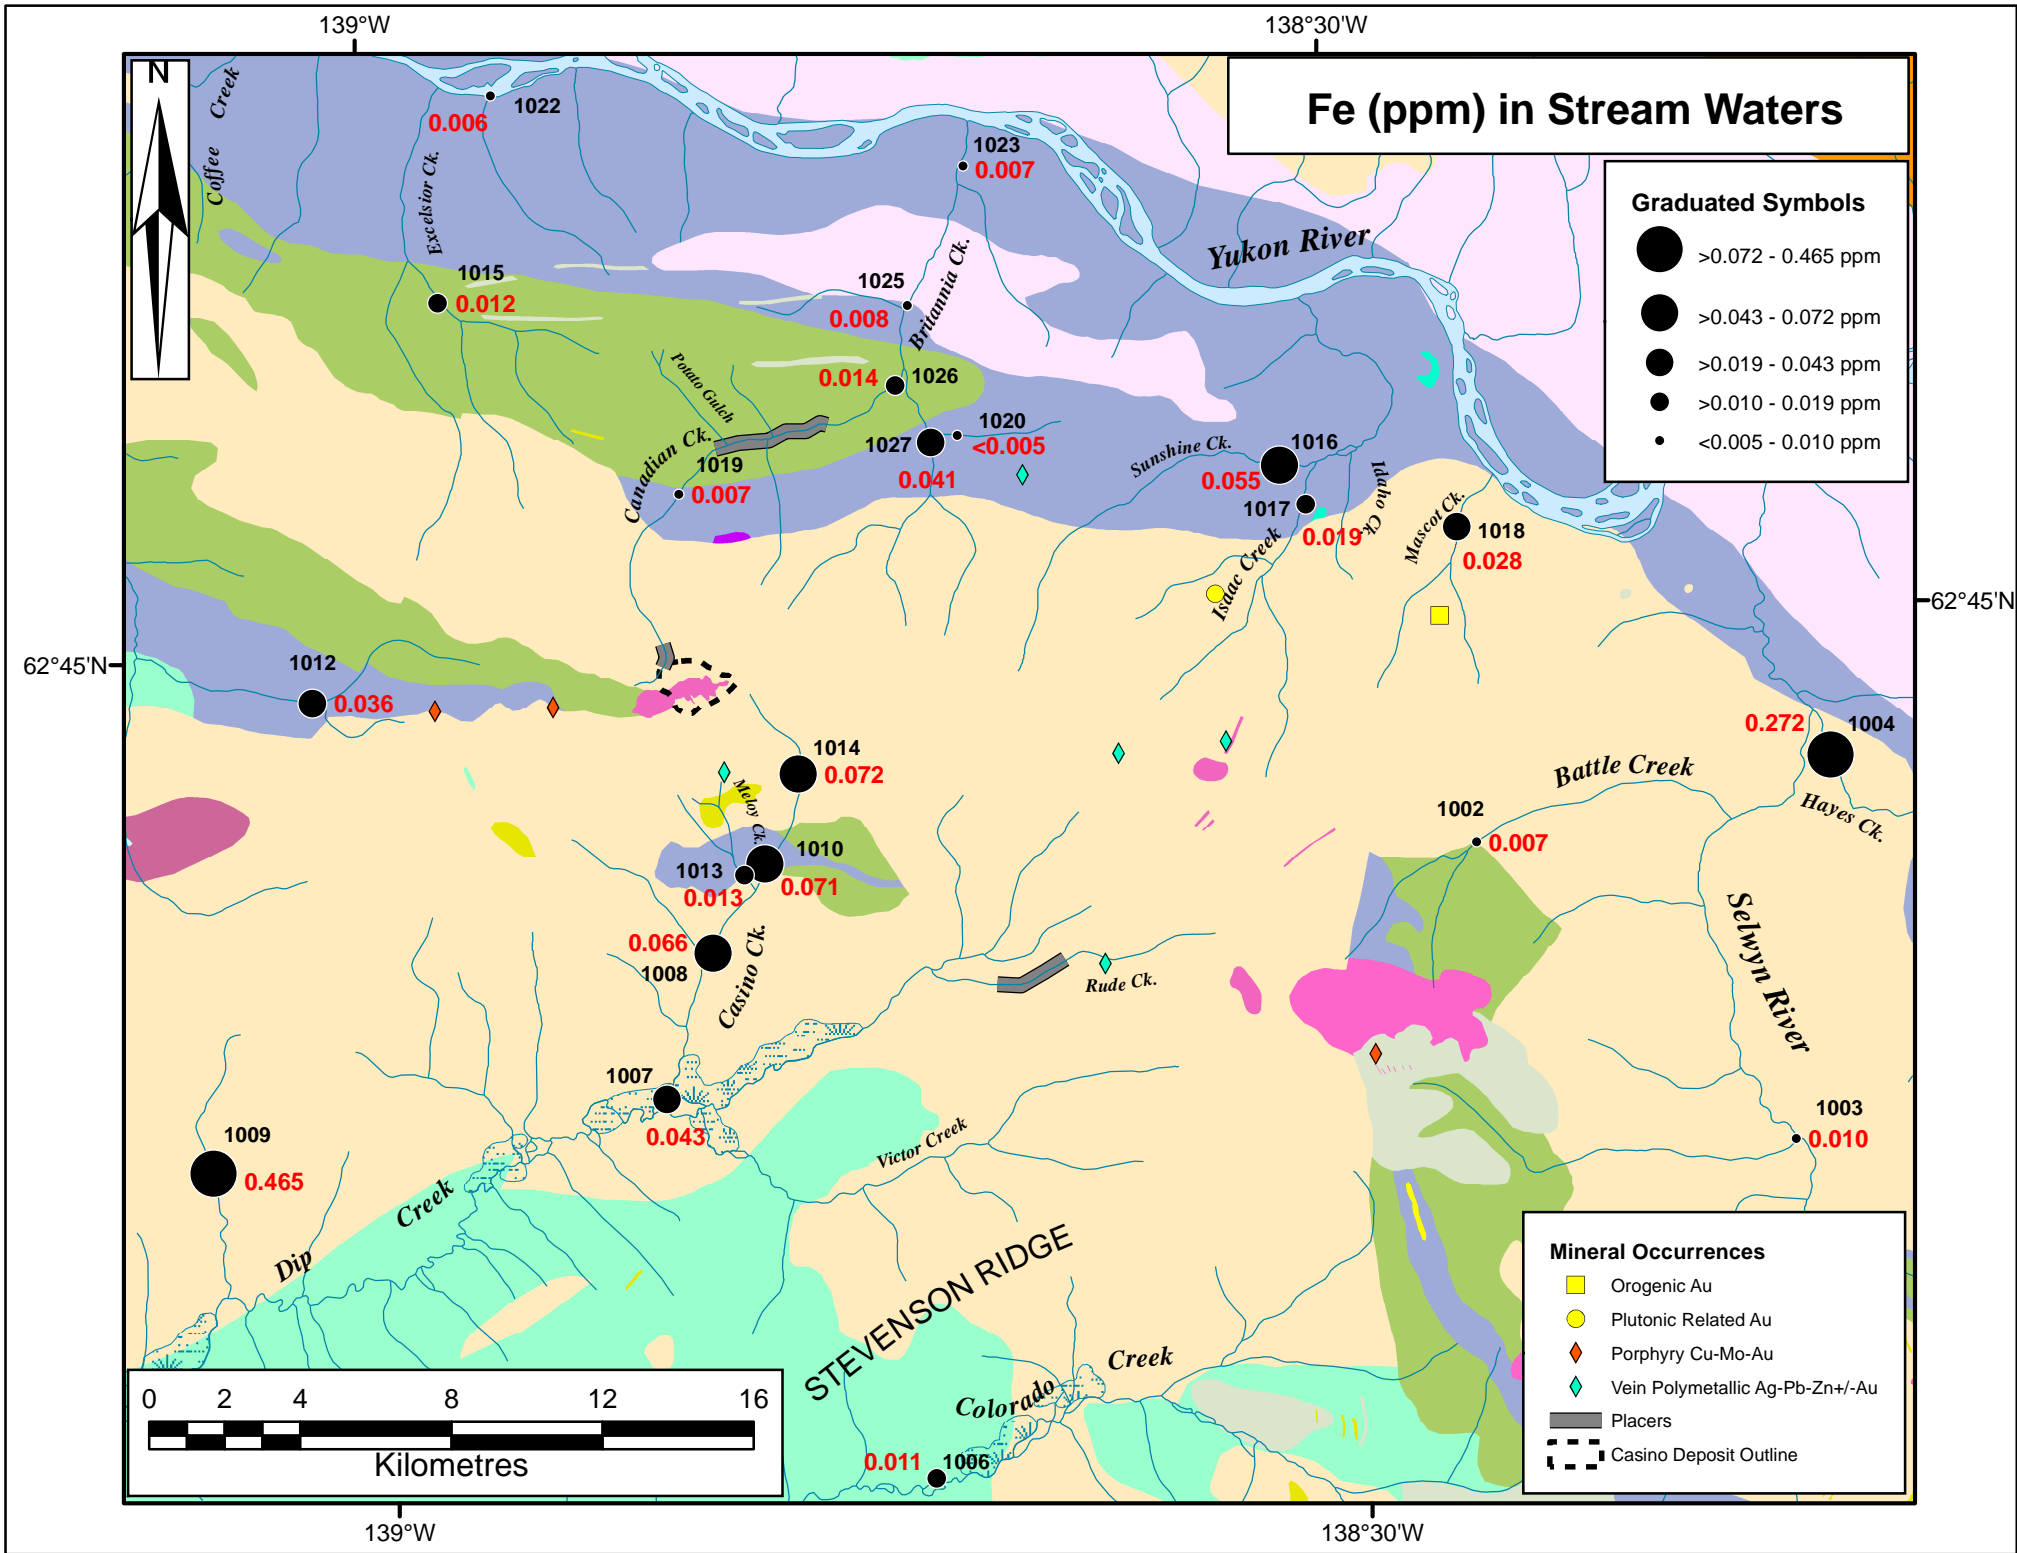 139°W
138°30'W
N
Fe (ppm) in Stream Waters
Coffee Creek
1022
0.006
1023
0.007
Excelsior Ck.
Graduated Symbols
>0.072 - 0.465 ppm
>0.043 - 0.072 ppm
>0.019 - 0.043 ppm
>0.010 - 0.019 ppm
<0.005 - 0.010 ppm
Yukon River
1015
0.012
1025
0.008
Britannia Ck.
Potato Gulch
0.014
1026
1020
<0.005
1027
0.041
Canadian Ck.
1019
0.007
Sunshine Ck.
1016
0.055
1017
0.019
Idaho Ck.
Mascot Ck.
1018
0.028
Isaac Creek
62°45'N
62°45'N
1012
0.036
1014
0.072
0.272
1004
Battle Creek
Hayes Ck.
Meloy Ck.
1002
0.007
1010
0.071
1013
0.013
0.066
1008
Casino Ck.
Rude Ck.
Selwyn River
1007
0.043
1003
0.010
1009
0.465
Victor Creek
Dip Creek
STEVENSON RIDGE
Colorado Creek
0.011
1006
Mineral Occurrences
Orogenic Au
Plutonic Related Au
Porphyry Cu-Mo-Au
Vein Polymetallic Ag-Pb-Zn+/-Au
Placers
Casino Deposit Outline
0 2 4 8 12 16
Kilometres
139°W
138°30'W